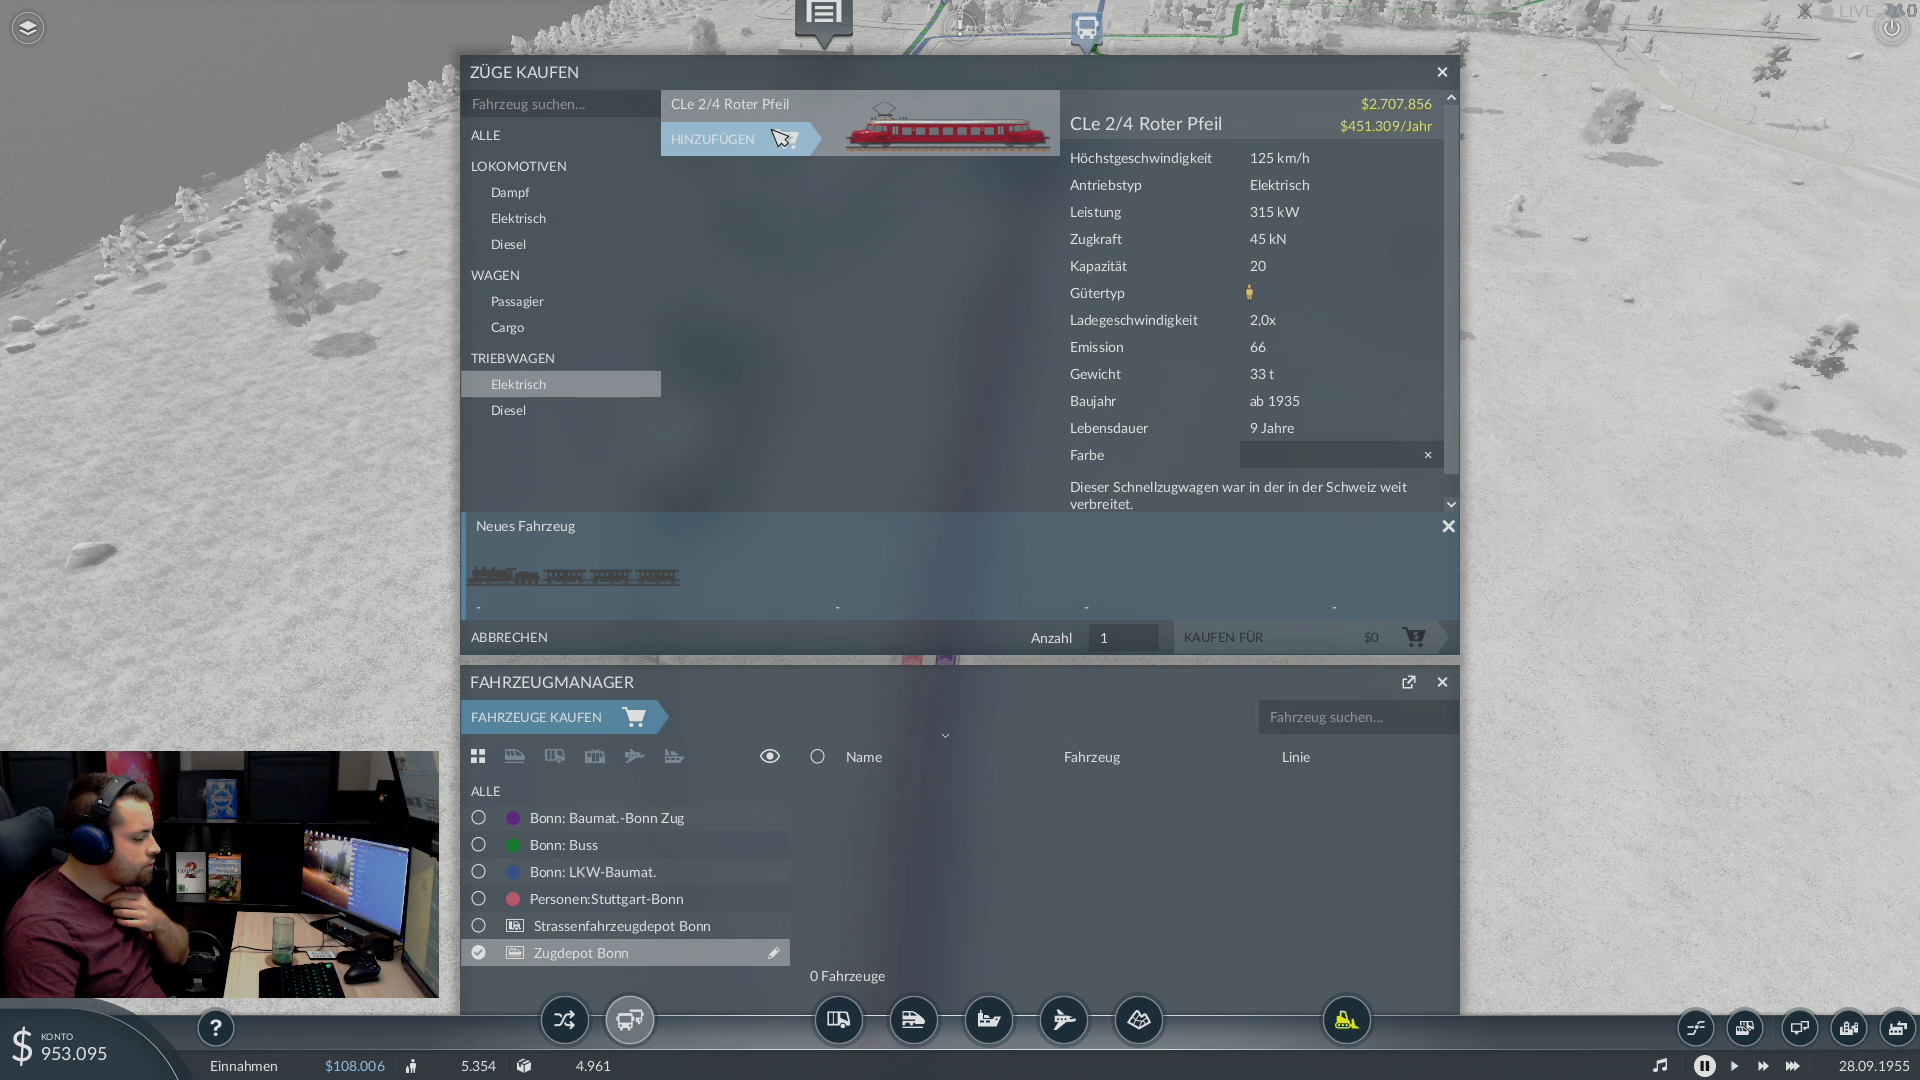 LIVE
0
ZÜGE KAUFEN
Fahrzeug suchen...
ALLE
LOKOMOTIVEN
Dampf
Elektrisch
Diesel
WAGEN
Passagier
Cargo
TRIEBWAGEN
Elektrisch
Diesel
CLe 2/4 Roter Pfeil
HINZUFÜGEN
$2.707.856
CLe 2/4 Roter Pfeil
$451.309/Jahr
Höchstgeschwindigkeit 125 km/h
Antriebstyp Elektrisch
Leistung 315 kW
Zugkraft 45 kN
Kapazität 20
Gütertyp
Ladegeschwindigkeit 2,0x
Emission 66
Gewicht 33 t
Baujahr ab 1935
Lebensdauer 9 Jahre
Farbe
Dieser Schnellzugwagen war in der in der Schweiz weit
verbreitet.
Neues Fahrzeug
- - - -
ABBRECHEN
Anzahl 1
KAUFEN FÜR $0
FAHRZEUGMANAGER
FAHRZEUGE KAUFEN
Fahrzeug suchen...
Name Fahrzeug Linie
ALLE
Bonn: Baumat.-Bonn Zug
Bonn: Buss
Bonn: LKW-Baumat.
Personen:Stuttgart-Bonn
Strassenfahrzeugdepot Bonn
Zugdepot Bonn
0 Fahrzeuge
$ KONTO
953.095
?
Einnahmen $108.006 5.354 4.961
28.09.1955